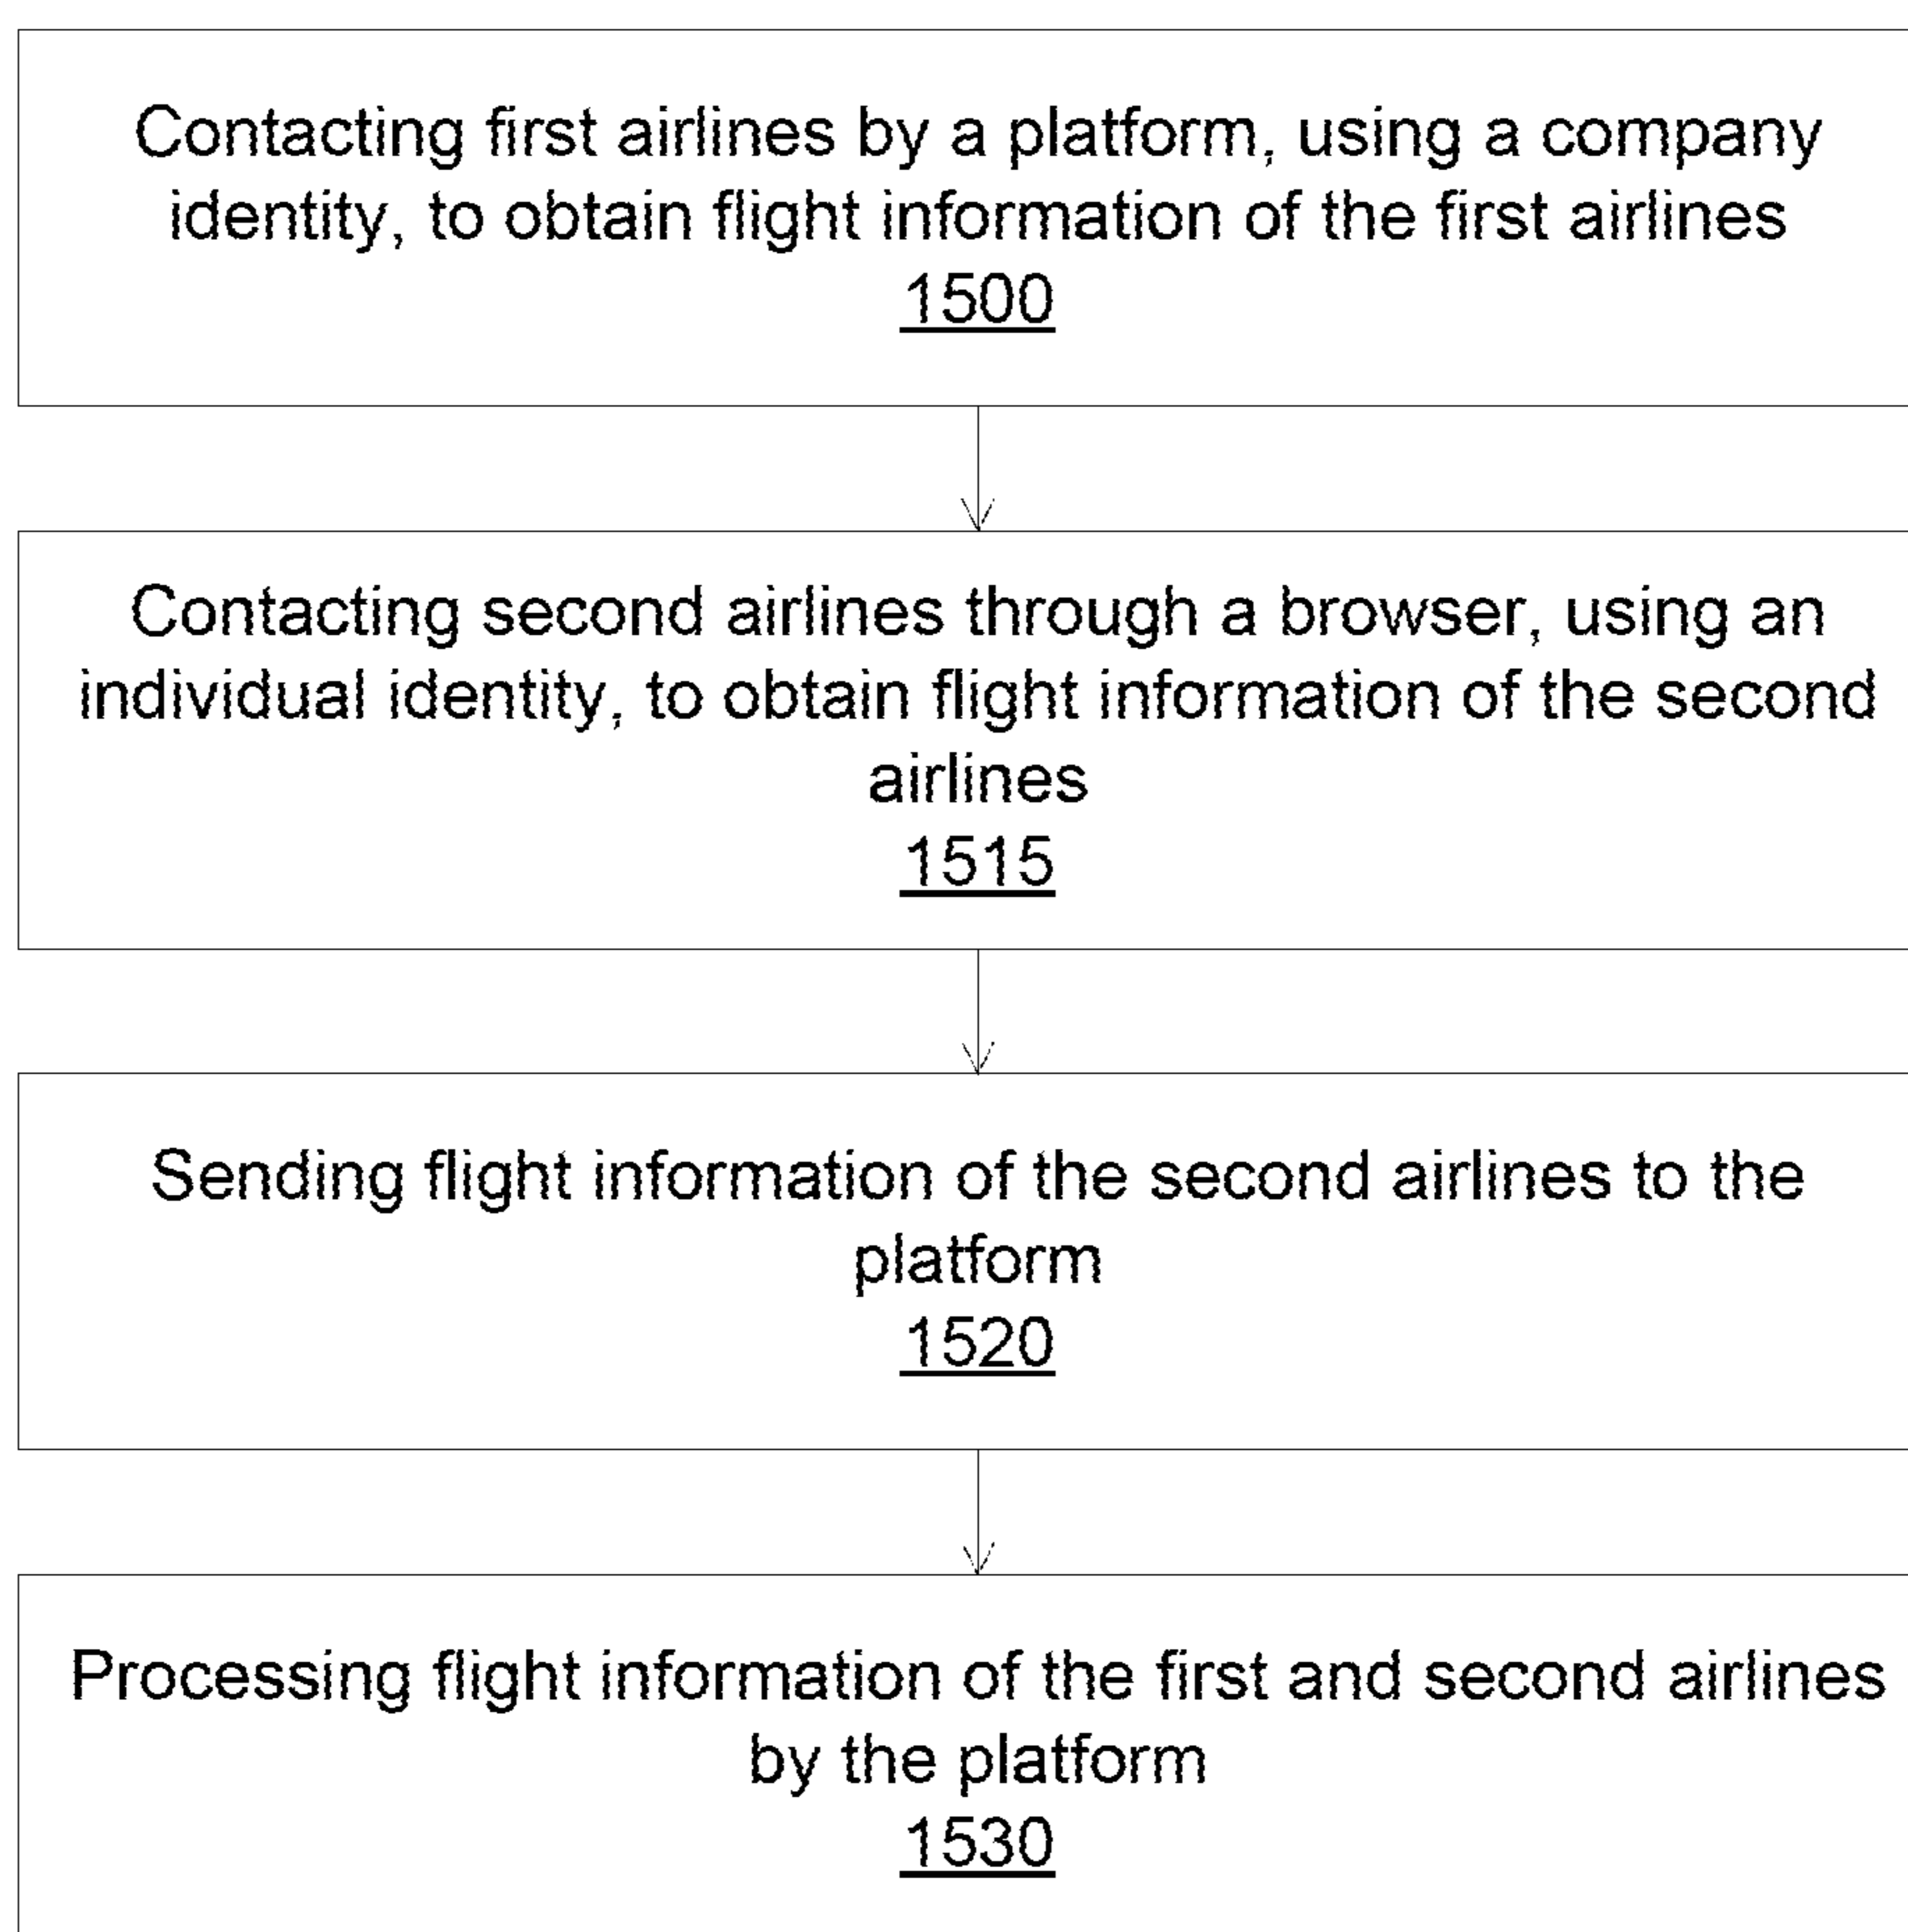 Contacting first airlines by a platform, using a company
identity, to obtain flight information of the first airlines
1500
Contacting second airlines through a browser, using an
individual identity, to obtain flight information of the second
airlines
1515
Sending flight information of the second airlines to the
platform
1520
Processing flight information of the first and second airlines
by the platform
1530